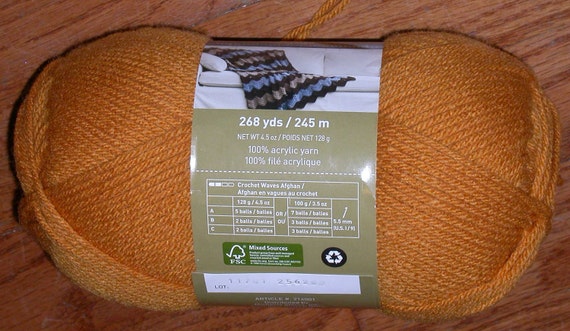 268 yds / 245 m
NET WT 4.5 oz / POIDS NET 128 g
100% acrylic yarn
100% filé acrylique
Crochet Waves Afghan /
Afghan en vagues au crochet
128 g / 4.5 oz 100 g / 3.5 oz
A 5 balls / balles OR / OU 7 balls / balles
B 2 balls / balles 3 balls / balles
C 2 balls / balles 3 balls / balles
5.5 mm
(U.S. I / 9)
FSC
Mixed Sources
LOT:
ARTICLE #